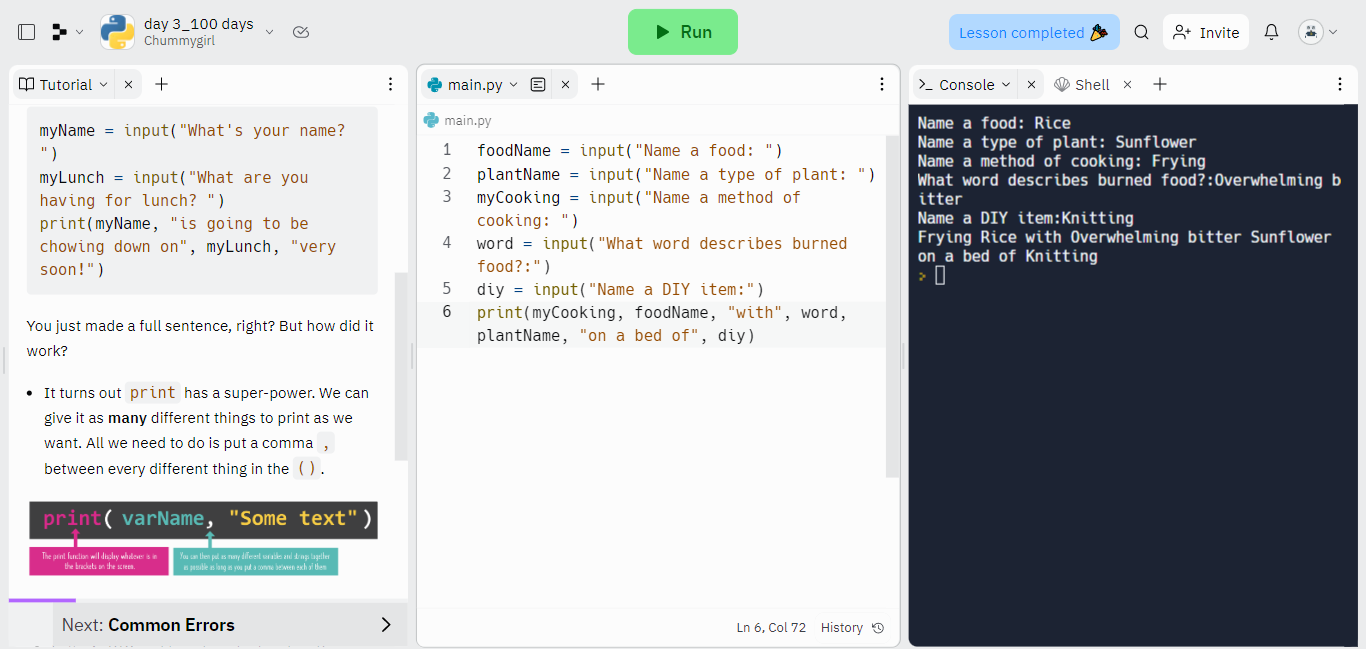 day 3_100 days
Chummygirl
Run
Lesson completed
Invite
Tutorial
myName = input("What's your name?
")
myLunch = input("What are you
having for lunch? ")
print(myName, "is going to be
chowing down on", myLunch, "very
soon!")
You just made a full sentence, right? But how did it
work?
It turns out print has a super-power. We can
give it as many different things to print as we
want. All we need to do is put a comma ,
between every different thing in the ().
print( varName, "Some text")
The print function will display whatever is in
the brackets on the screen.
You can then put as many different variables and strings together
as possible as long as you put a comma between each of them
Next: Common Errors
main.py
main.py
1 foodName = input("Name a food: ")
2 plantName = input("Name a type of plant: ")
3 myCooking = input("Name a method of
cooking: ")
4 word = input("What word describes burned
food?:")
5 diy = input("Name a DIY item:")
6 print(myCooking, foodName, "with", word,
plantName, "on a bed of", diy)
Ln 6, Col 72 History
Console
Shell
Name a food: Rice
Name a type of plant: Sunflower
Name a method of cooking: Frying
What word describes burned food?:Overwhelming b
itter
Name a DIY item:Knitting
Frying Rice with Overwhelming bitter Sunflower
on a bed of Knitting